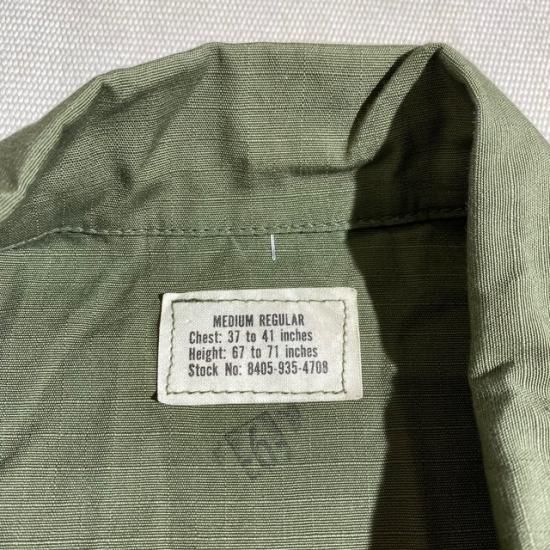 MEDIUM REGULAR
Chest: 37 to 41 inches
Height: 67 to 71 inches
Stock No: 8405-935-4708